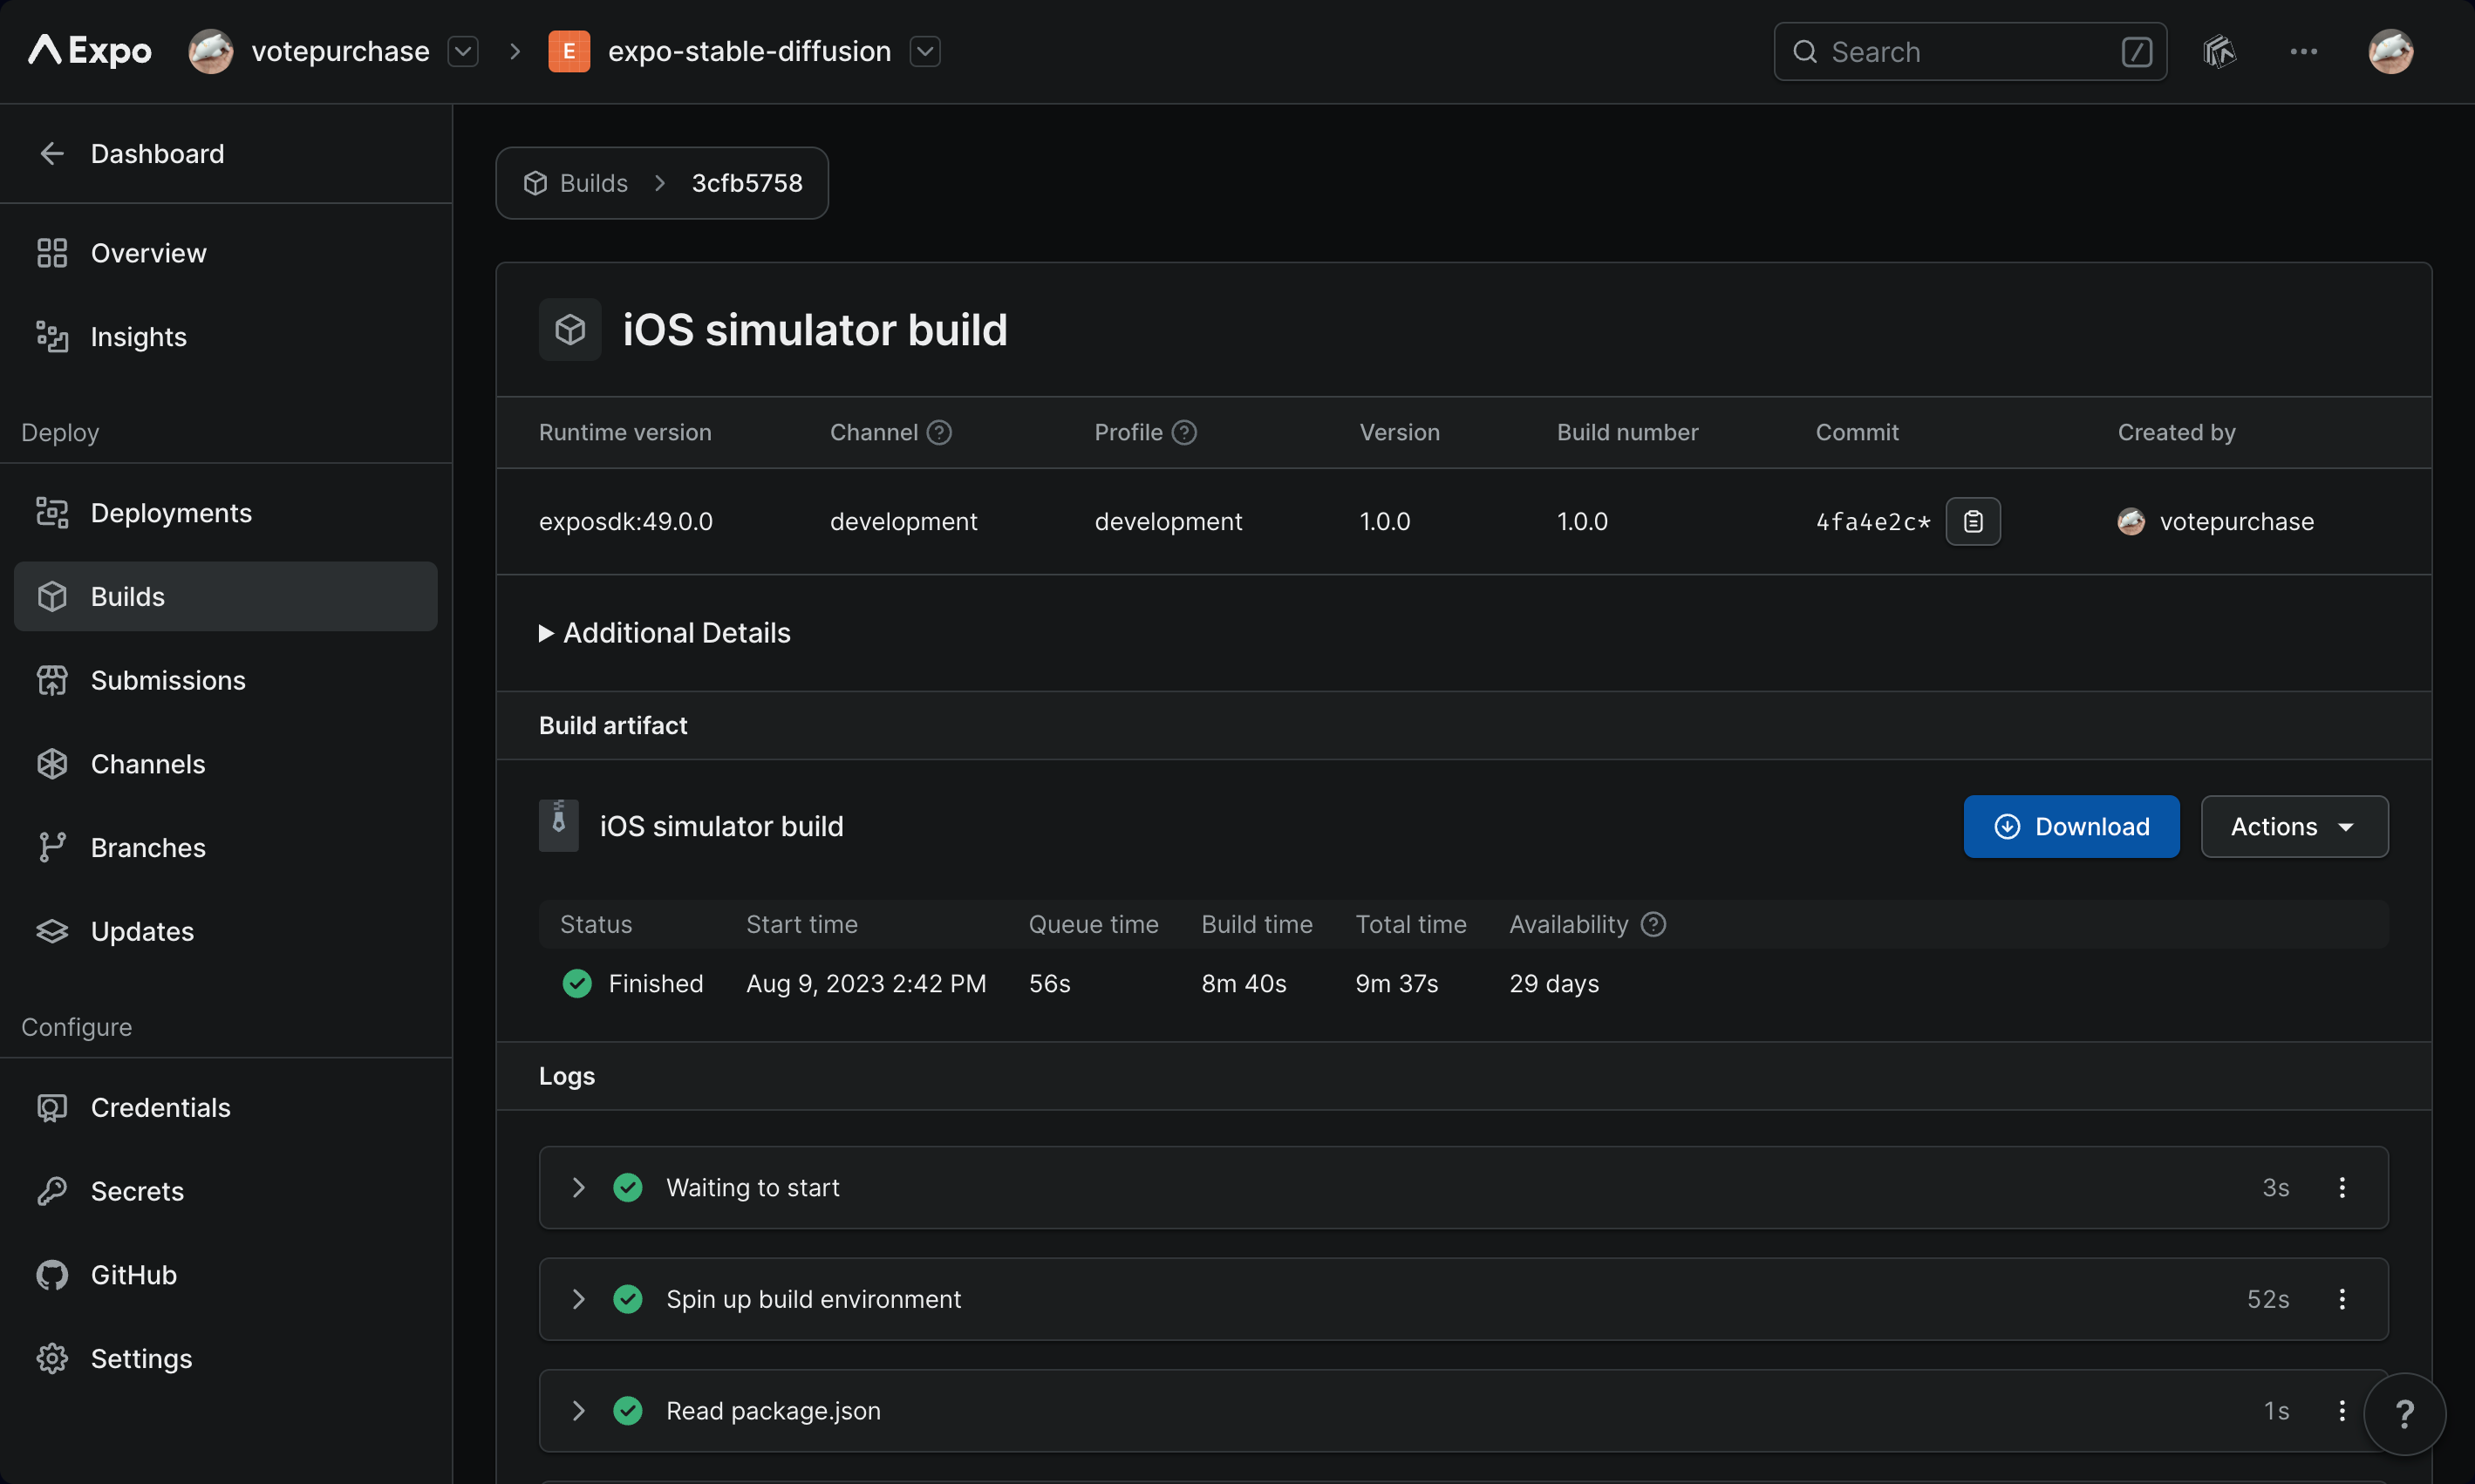 Expo votepurchase E expo-stable-diffusion Search /
Dashboard
Overview
Insights
Deploy
Deployments
Builds
Submissions
Channels
Branches
Updates
Configure
Credentials
Secrets
GitHub
Settings
Builds 3cfb5758
iOS simulator build
Runtime version Channel ? Profile ? Version Build number Commit Created by
exposdk:49.0.0 development development 1.0.0 1.0.0 4fa4e2c* votepurchase
Additional Details
Build artifact
iOS simulator build Download Actions
Status Start time Queue time Build time Total time Availability ?
Finished Aug 9, 2023 2:42 PM 56s 8m 40s 9m 37s 29 days
Logs
Waiting to start 3s
Spin up build environment 52s
Read package.json 1s
?